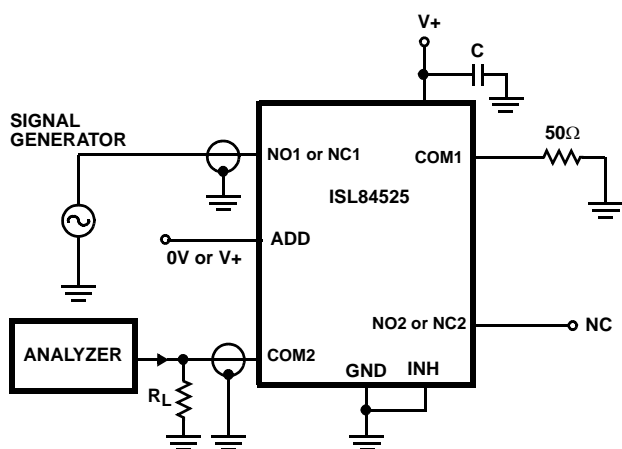 V+
C
SIGNAL
GENERATOR
50Ω
NO1 or NC1
COM1
ISL84525
ADD
0V or V+
NO2 or NC2
NC
ANALYZER
COM2
GND
INH
RL